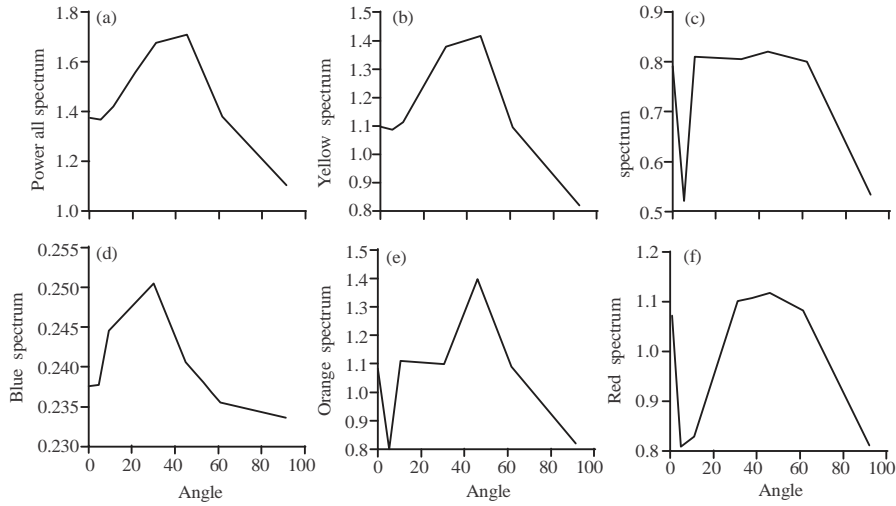 (a)
Power all spectrum
1.8
1.6
1.4
1.2
1.0
(b)
Yellow spectrum
1.5
1.4
1.3
1.2
1.1
1.0
0.9
0.8
(c)
spectrum
0.9
0.8
0.7
0.6
0.5
(d)
Blue spectrum
0.255
0.250
0.245
0.240
0.235
0.230
0 20 40 60 80 100
Angle
(e)
Orange spectrum
1.5
1.4
1.3
1.2
1.1
1.0
0.9
0.8
0 20 40 60 80 100
Angle
(f)
Red spectrum
1.2
1.1
1.0
0.9
0.8
0 20 40 60 80 100
Angle